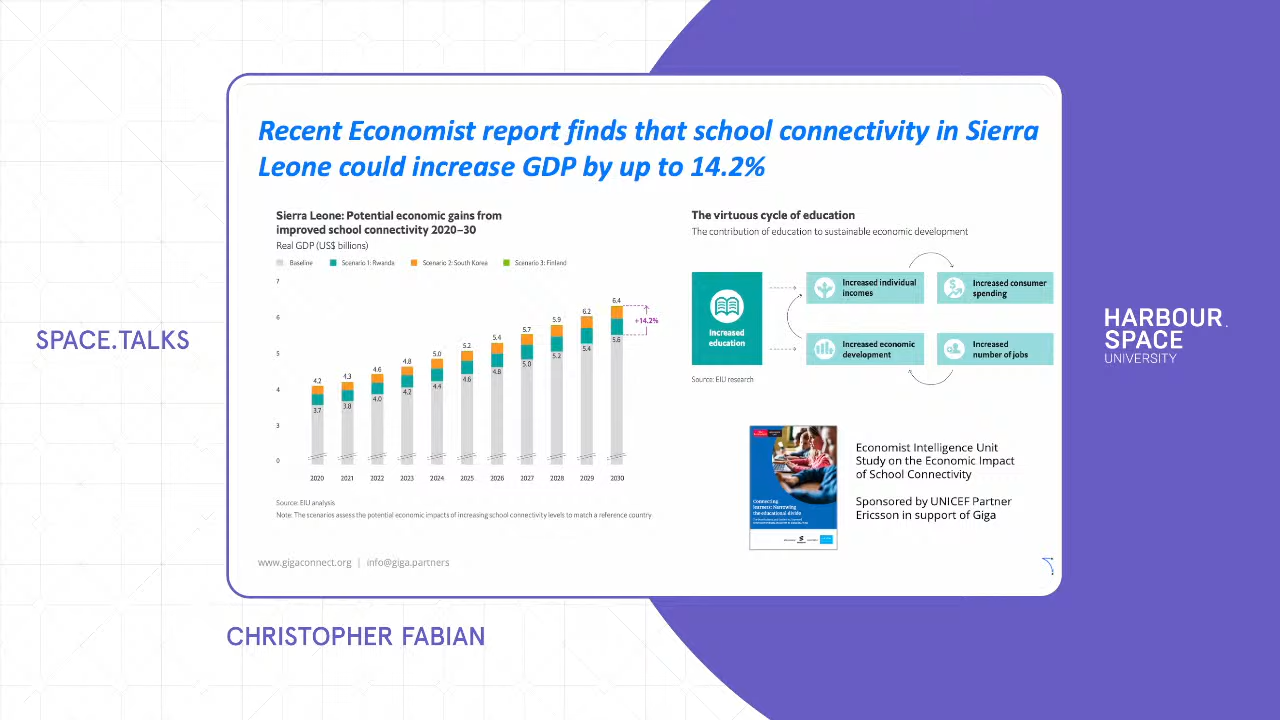 Recent Economist report finds that school connectivity in Sierra
Leone could increase GDP by up to 14.2%
Sierra Leone: Potential economic gains from
improved school connectivity 2020–30
Real GDP (US$ billions)
Baseline
Scenario 1: Rwanda
Scenario 2: South Korea
Scenario 3: Finland
7
6
5
4
3
0
4.2
4.3
4.6
4.8
5.0
5.2
5.4
5.7
5.9
6.2
6.4
+14.2%
3.7
3.8
4.0
4.2
4.4
4.6
4.8
5.0
5.2
5.4
5.6
2020
2021
2022
2023
2024
2025
2026
2027
2028
2029
2030
Source: EIU analysis
Note: The scenarios assess the potential economic impacts of increasing school connectivity levels to match a reference country
The virtuous cycle of education
The contribution of education to sustainable economic development
Increased
education
Increased individual
incomes
Increased consumer
spending
Increased economic
development
Increased
number of jobs
Source: EIU research
Connecting
learners: Narrowing
the educational divide
Economist Intelligence Unit
Study on the Economic Impact
of School Connectivity
Sponsored by UNICEF Partner
Ericsson in support of Giga
www.gigaconnect.org | info@giga.partners
SPACE.TALKS
HARBOUR.
SPACE
UNIVERSITY
CHRISTOPHER FABIAN